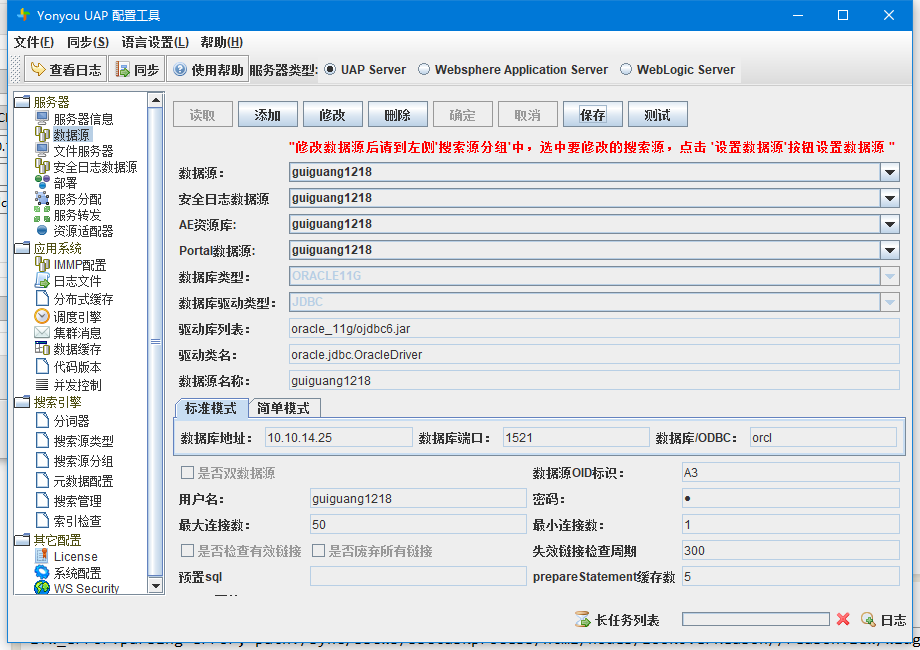 Yonyou UAP 配置工具
文件(F) 同步(S) 语言设置(L) 帮助(H)
查看日志 同步 使用帮助 服务器类型: UAP Server Websphere Application Server WebLogic Server
服务器
服务器信息
数据源
文件服务器
安全日志数据源
部署
服务分配
服务转发
资源适配器
应用系统
IMMP配置
日志文件
分布式缓存
调度引擎
集群消息
数据缓存
代码版本
并发控制
搜索引擎
分词器
搜索源类型
搜索源分组
元数据配置
搜索管理
索引检查
其它配置
License
系统配置
WS Security
读取 添加 修改 删除 确定 取消 保存 测试
"修改数据源后请到左侧'搜索源分组'中，选中要修改的搜索源，点击 '设置数据源'按钮设置数据源 "
数据源: guiguang1218
安全日志数据源 guiguang1218
AE资源库: guiguang1218
Portal数据源: guiguang1218
数据库类型: ORACLE11G
数据库驱动类型: JDBC
驱动库列表: oracle_11g/ojdbc6.jar
驱动类名: oracle.jdbc.OracleDriver
数据源名称: guiguang1218
标准模式 简单模式
数据库地址: 10.10.14.25 数据库端口: 1521 数据库/ODBC: orcl
是否双数据源 数据源OID标识: A3
用户名: guiguang1218 密码: •
最大连接数: 50 最小连接数: 1
是否检查有效链接 是否废弃所有链接 失效链接检查周期 300
预置sql prepareStatement缓存数 5
长任务列表 日志